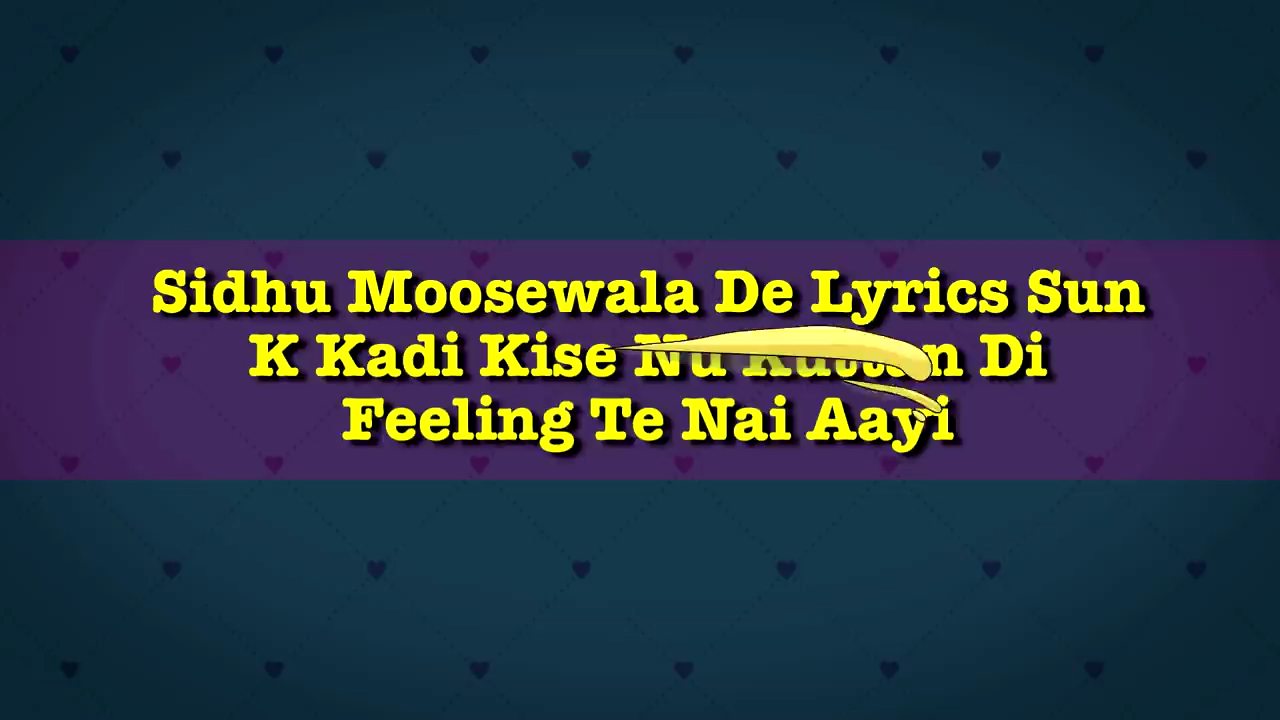 Sidhu Moosewala De Lyrics Sun
K Kadi Kise Nu Di
Feeling Te Nai Aayi